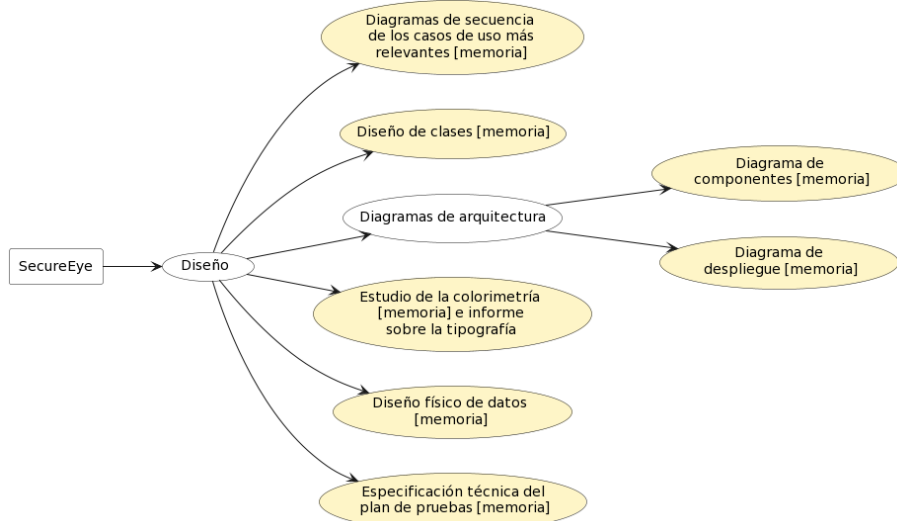 Diagramas de secuencia
de los casos de uso más
relevantes [memoria]
Diseño de clases [memoria]
Diagrama de
componentes [memoria]
Diagramas de arquitectura
Diagrama de
despliegue [memoria]
SecureEye
Diseño
Estudio de la colorimetría
[memoria] e informe
sobre la tipografía
Diseño físico de datos
[memoria]
Especificación técnica del
plan de pruebas [memoria]